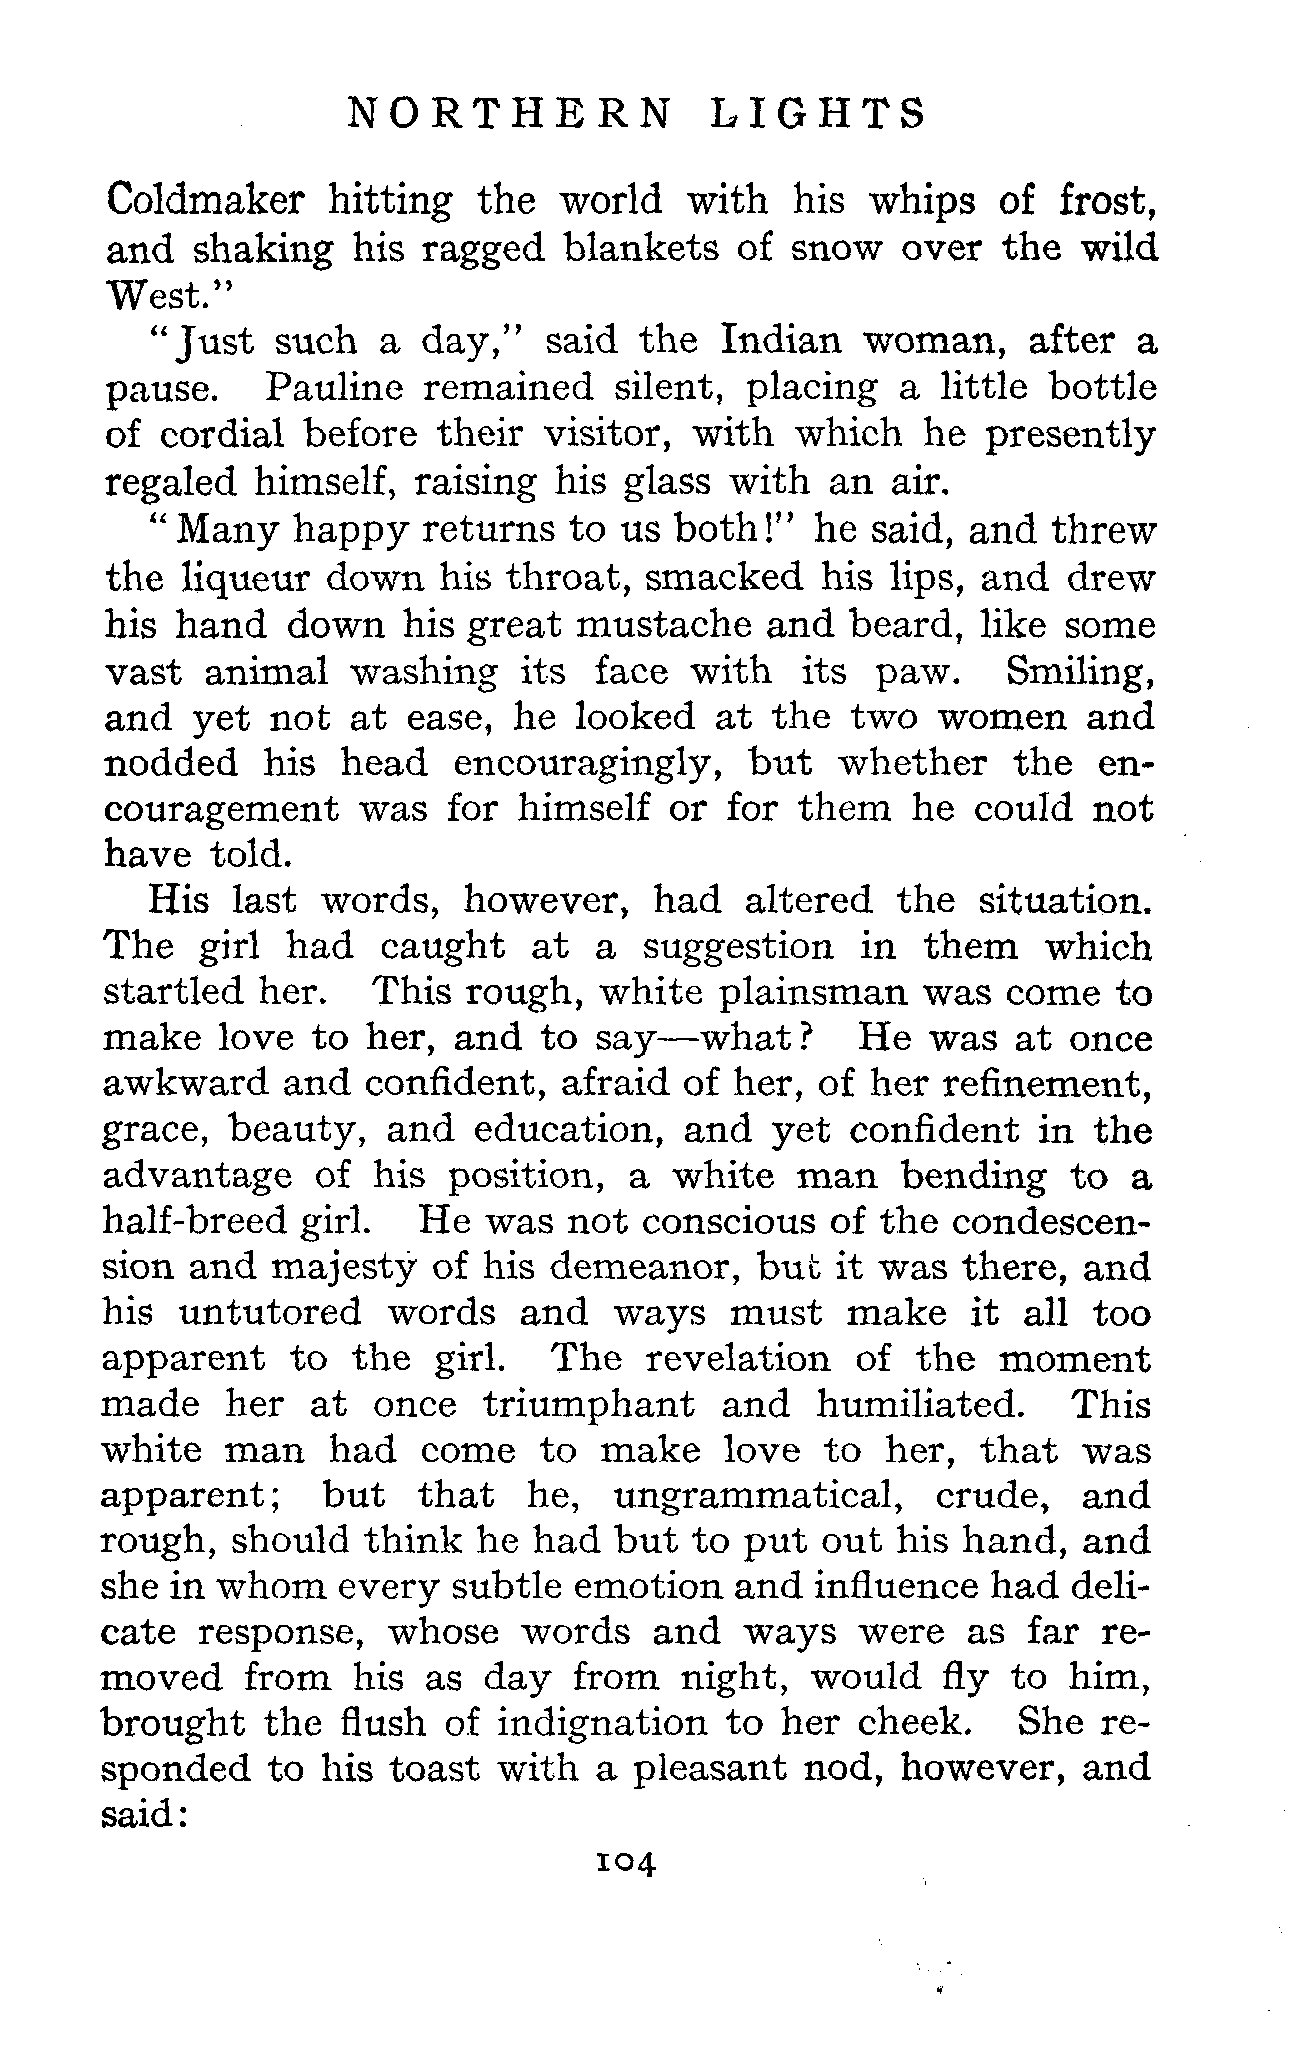 NORTHERN LIGHTS
Coldmaker hitting the world with his whips of frost,
and shaking his ragged blankets of snow over the wild
West."
"Just such a day," said the Indian woman, after a
pause. Pauline remained silent, placing a little bottle
of cordial before their visitor, with which he presently
regaled himself, raising his glass with an air.
"Many happy returns to us both!" he said, and threw
the liqueur down his throat, smacked his lips, and drew
his hand down his great mustache and beard, like some
vast animal washing its face with its paw. Smiling,
and yet not at ease, he looked at the two women and
nodded his head encouragingly, but whether the en-
couragement was for himself or for them he could not
have told.
His last words, however, had altered the situation.
The girl had caught at a suggestion in them which
startled her. This rough, white plainsman was come to
make love to her, and to say—what? He was at once
awkward and confident, afraid of her, of her refinement,
grace, beauty, and education, and yet confident in the
advantage of his position, a white man bending to a
half-breed girl. He was not conscious of the condescen-
sion and majesty of his demeanor, but it was there, and
his untutored words and ways must make it all too
apparent to the girl. The revelation of the moment
made her at once triumphant and humiliated. This
white man had come to make love to her, that was
apparent; but that he, ungrammatical, crude, and
rough, should think he had but to put out his hand, and
she in whom every subtle emotion and influence had deli-
cate response, whose words and ways were as far re-
moved from his as day from night, would fly to him,
brought the flush of indignation to her cheek. She re-
sponded to his toast with a pleasant nod, however, and
said:
104